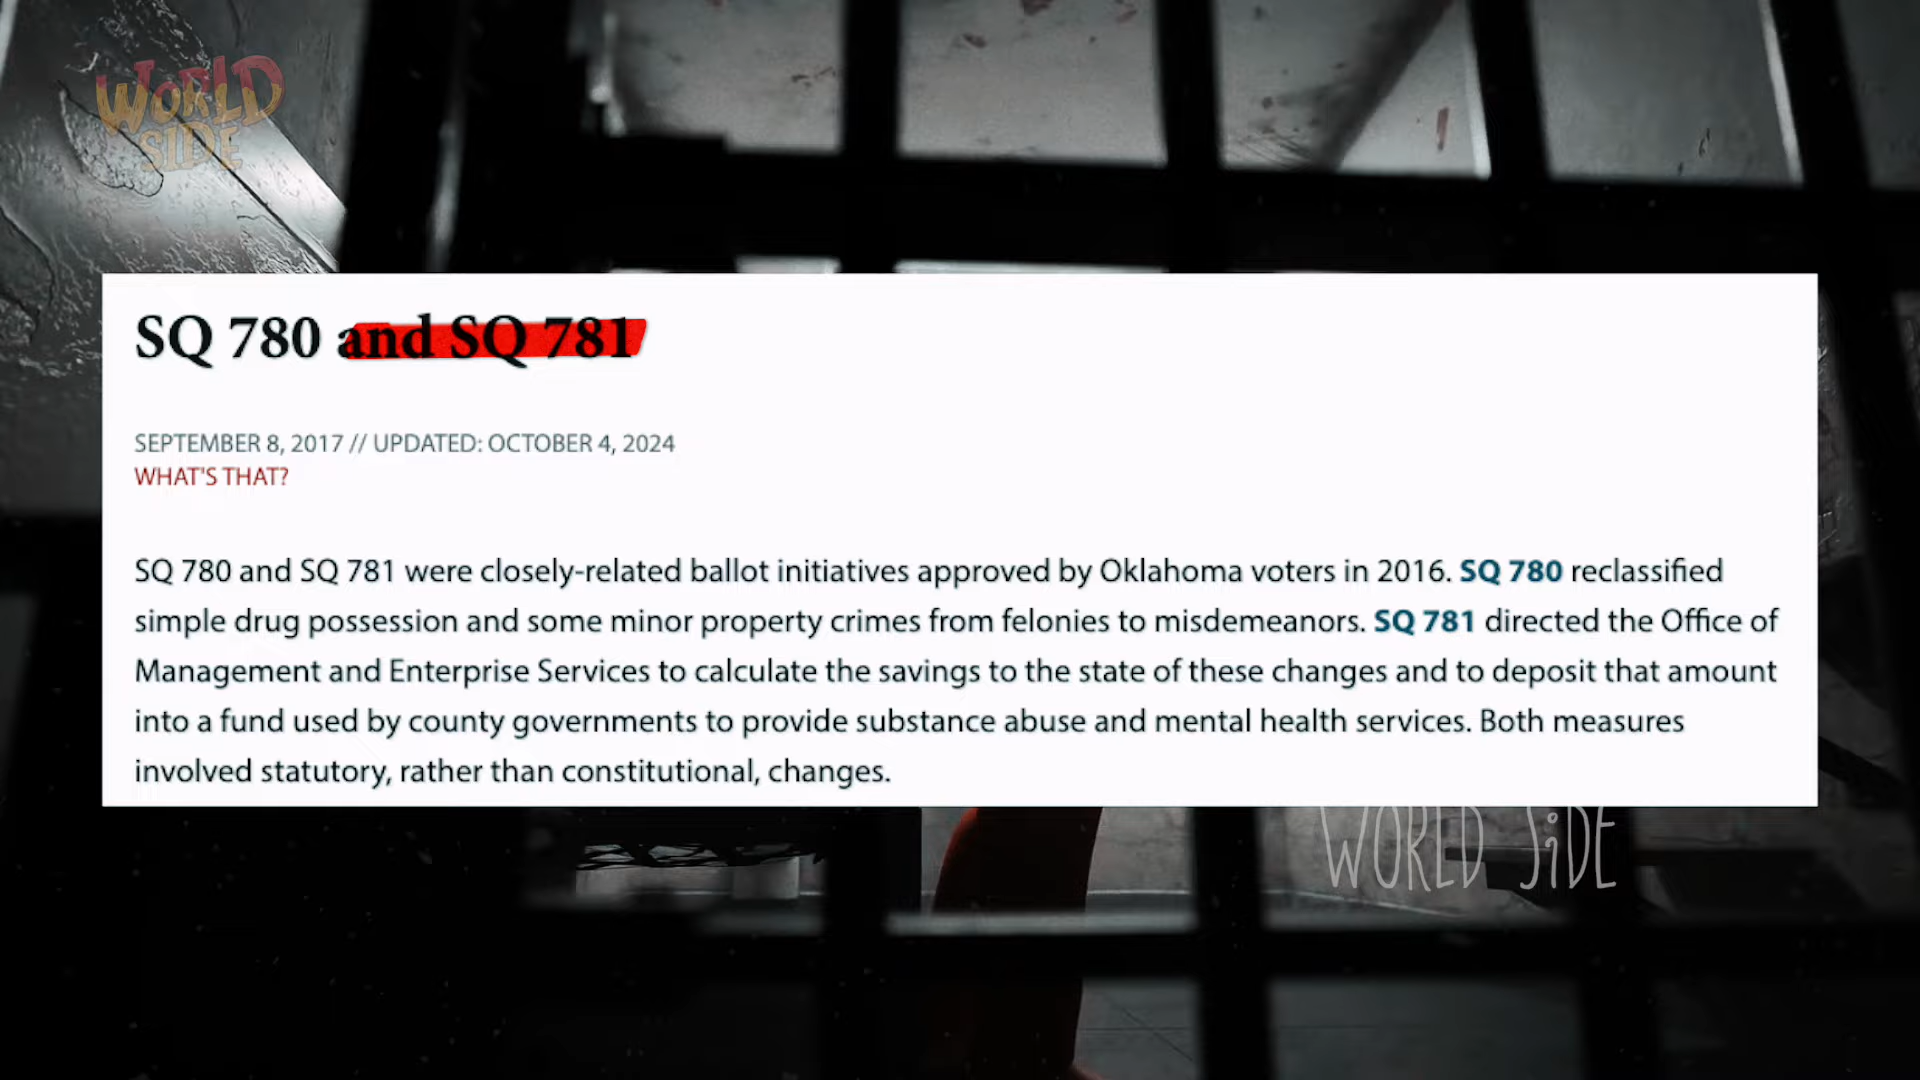 WORLD
SIDE
SQ 780 and SQ 781
SEPTEMBER 8, 2017 // UPDATED: OCTOBER 4, 2024
WHAT'S THAT?
SQ 780 and SQ 781 were closely-related ballot initiatives approved by Oklahoma voters in 2016. SQ 780 reclassified
simple drug possession and some minor property crimes from felonies to misdemeanors. SQ 781 directed the Office of
Management and Enterprise Services to calculate the savings to the state of these changes and to deposit that amount
into a fund used by county governments to provide substance abuse and mental health services. Both measures
involved statutory, rather than constitutional, changes.
WORLD SiDE